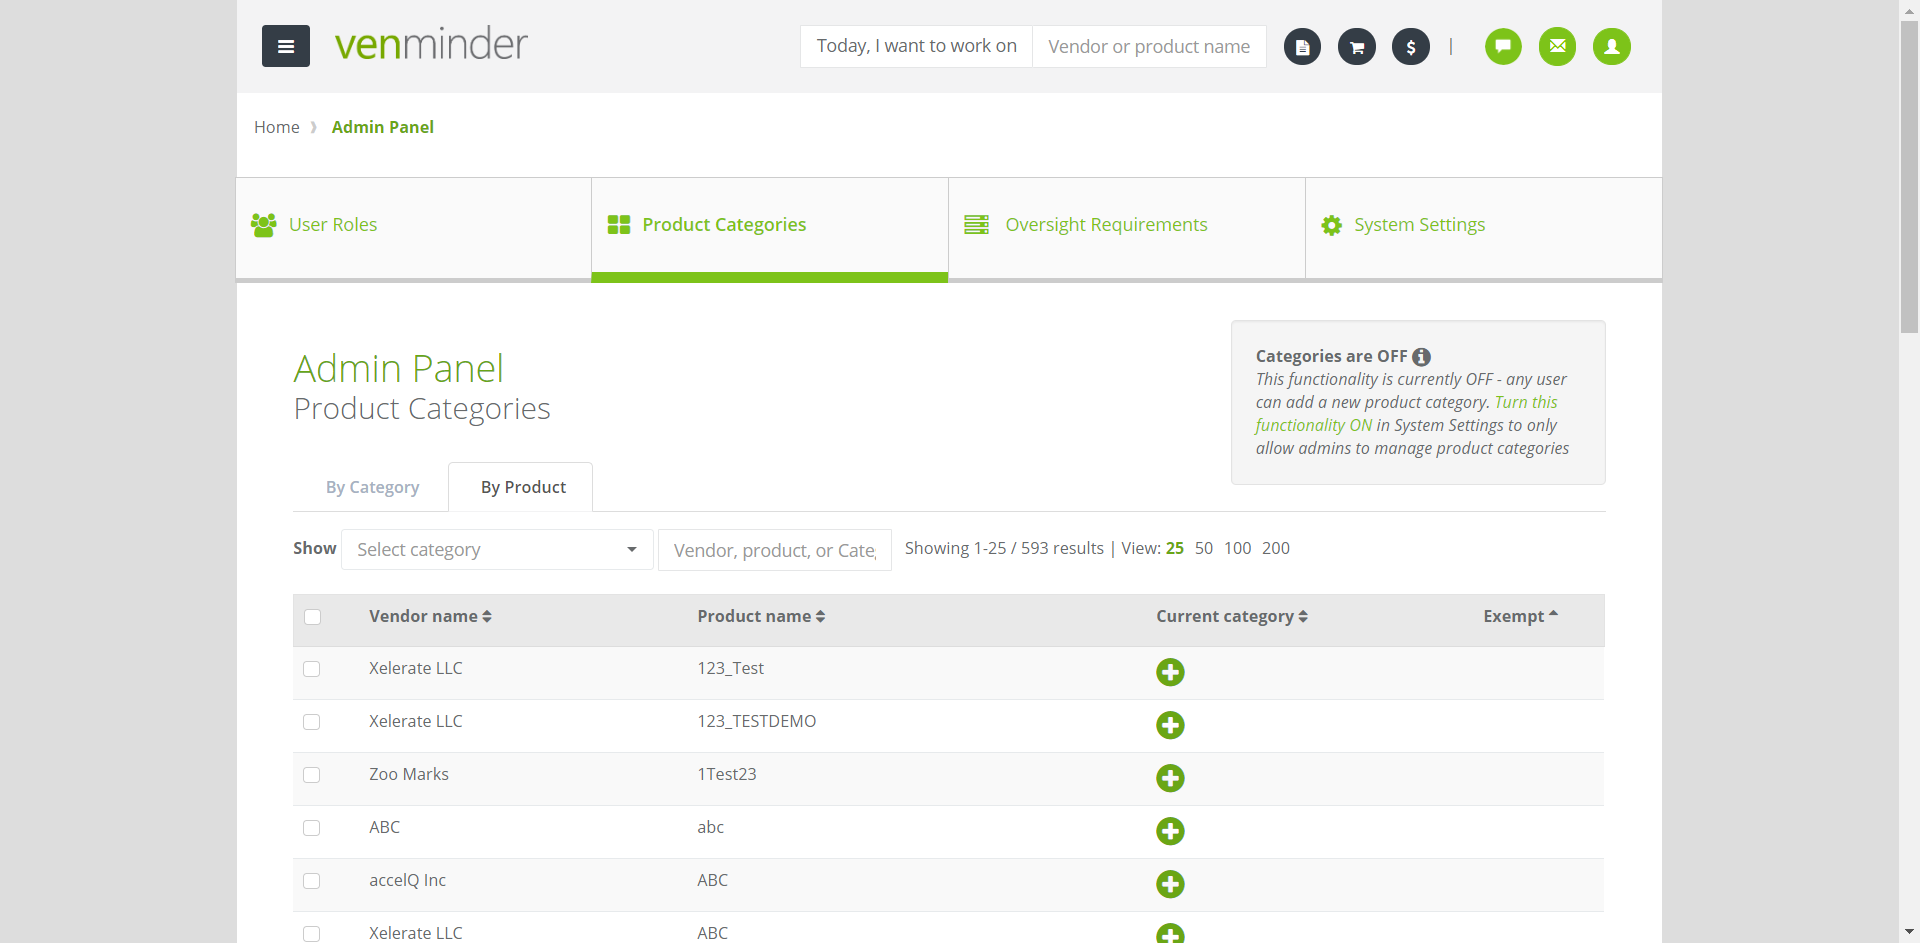 venminder
Today, I want to work on
Vendor or product name
Home
Admin Panel
User Roles
Product Categories
Oversight Requirements
System Settings
Admin Panel
Product Categories
Categories are OFF
This functionality is currently OFF - any user
can add a new product category. Turn this
functionality ON in System Settings to only
allow admins to manage product categories
By Category
By Product
Show
Select category
Vendor, product, or Cate
Showing 1-25 / 593 results | View: 25 50 100 200
Vendor name Product name Current category Exempt
Xelerate LLC 123_Test
Xelerate LLC 123_TESTDEMO
Zoo Marks 1Test23
ABC abc
accelQ Inc ABC
Xelerate LLC ABC